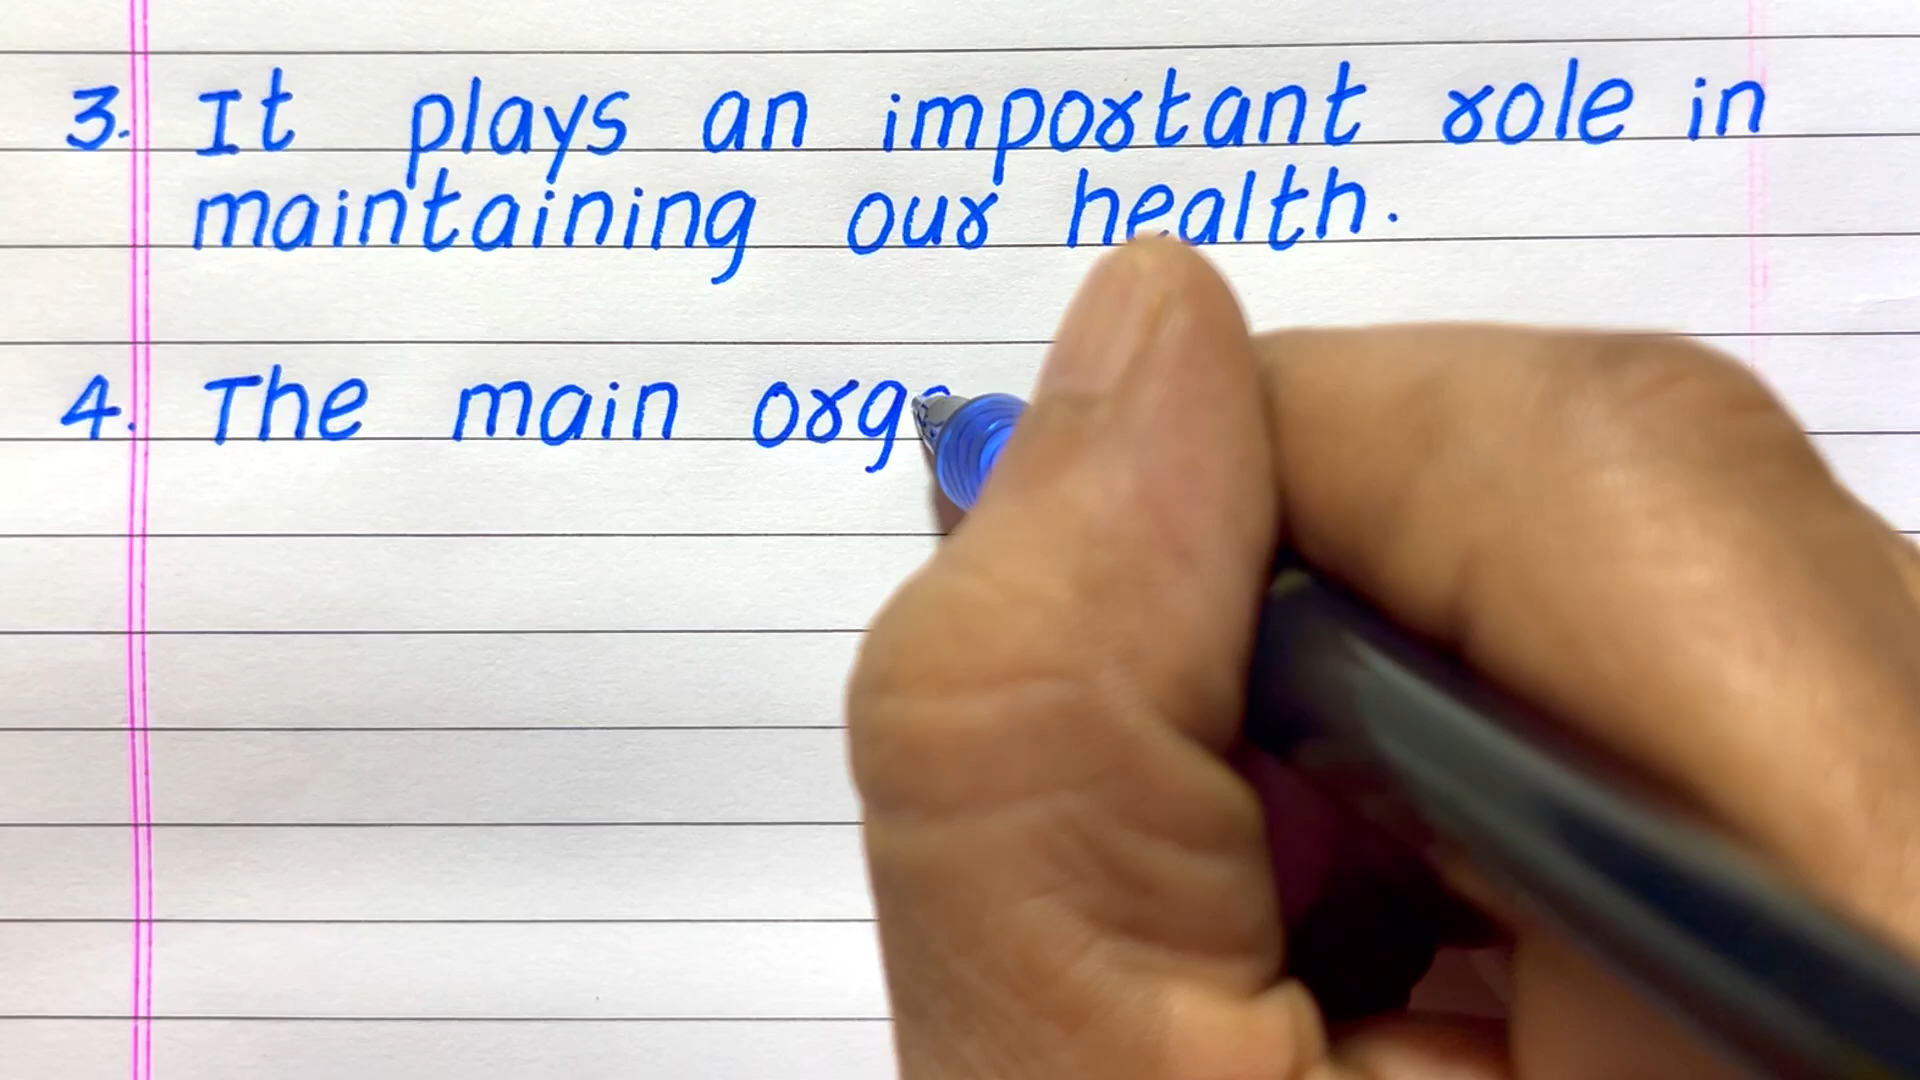 3. It plays an important role in
maintaining our health.
4. The main